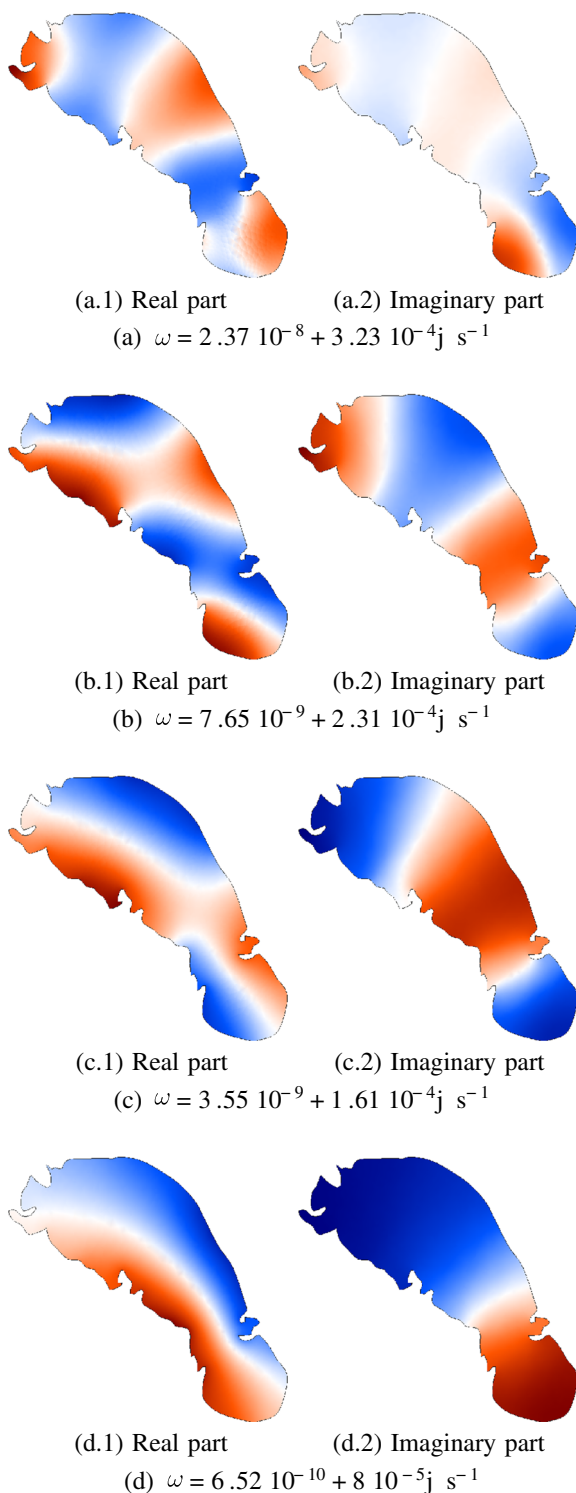 (a.1) Real part (a.2) Imaginary part
(a) ω = 2.37 10⁻⁸ + 3.23 10⁻⁴j s⁻¹
(b.1) Real part (b.2) Imaginary part
(b) ω = 7.65 10⁻⁹ + 2.31 10⁻⁴j s⁻¹
(c.1) Real part (c.2) Imaginary part
(c) ω = 3.55 10⁻⁹ + 1.61 10⁻⁴j s⁻¹
(d.1) Real part (d.2) Imaginary part
(d) ω = 6.52 10⁻¹⁰ + 8 10⁻⁵j s⁻¹